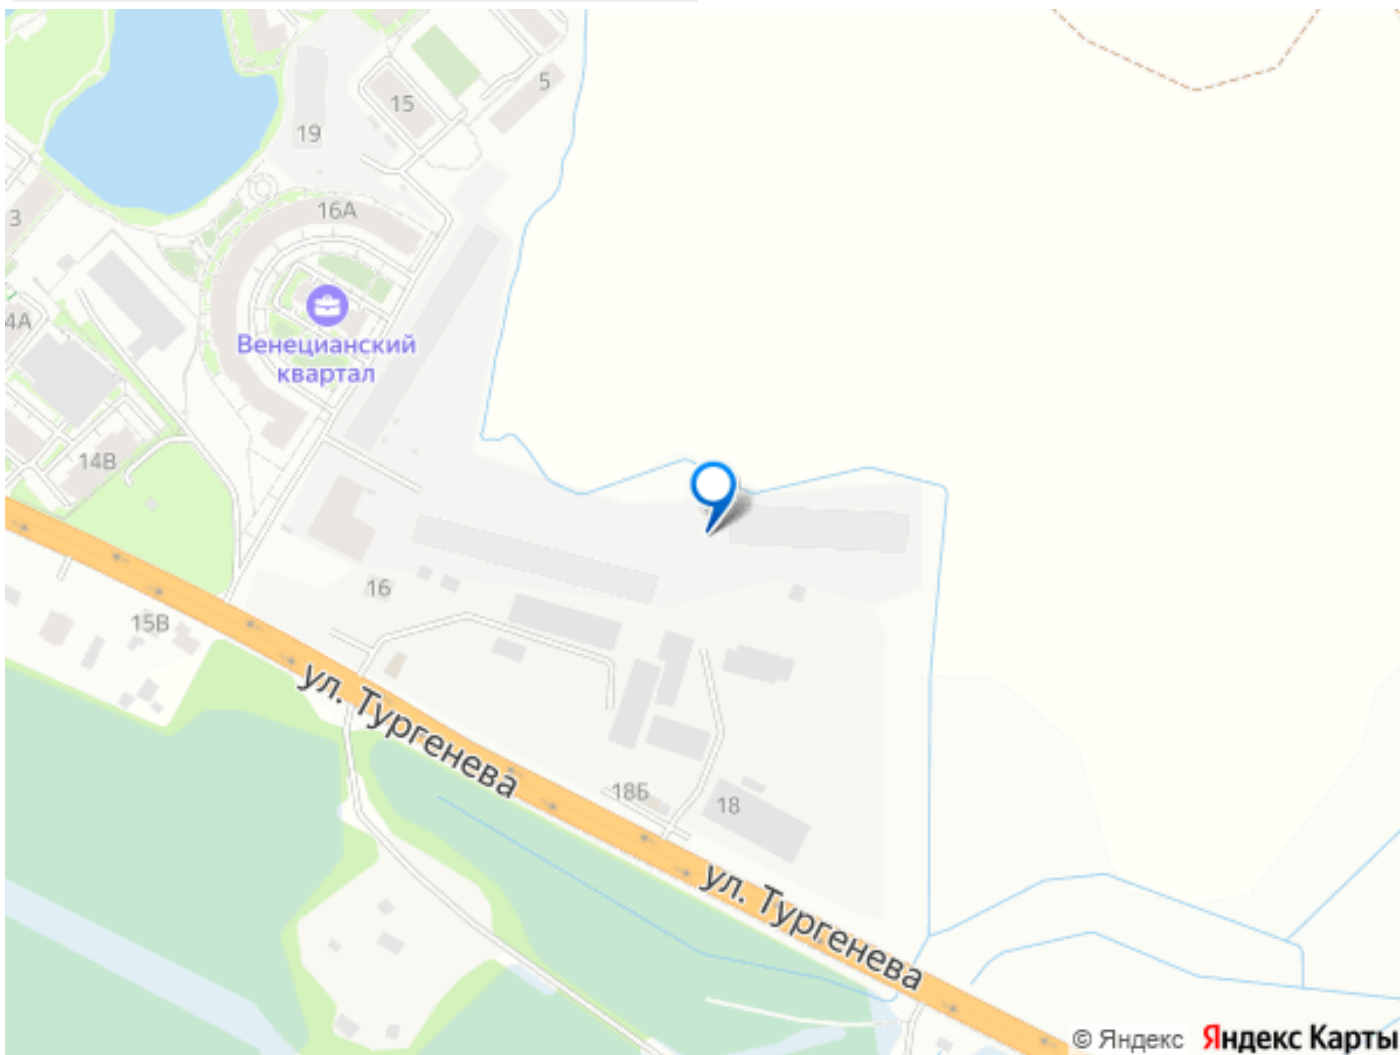 5
15
19
16А
3
4А
Венецианский
квартал
14В
16
15В
ул. Тургенева
18Б
18
ул. Тургенева
© Яндекс Яндекс Карты